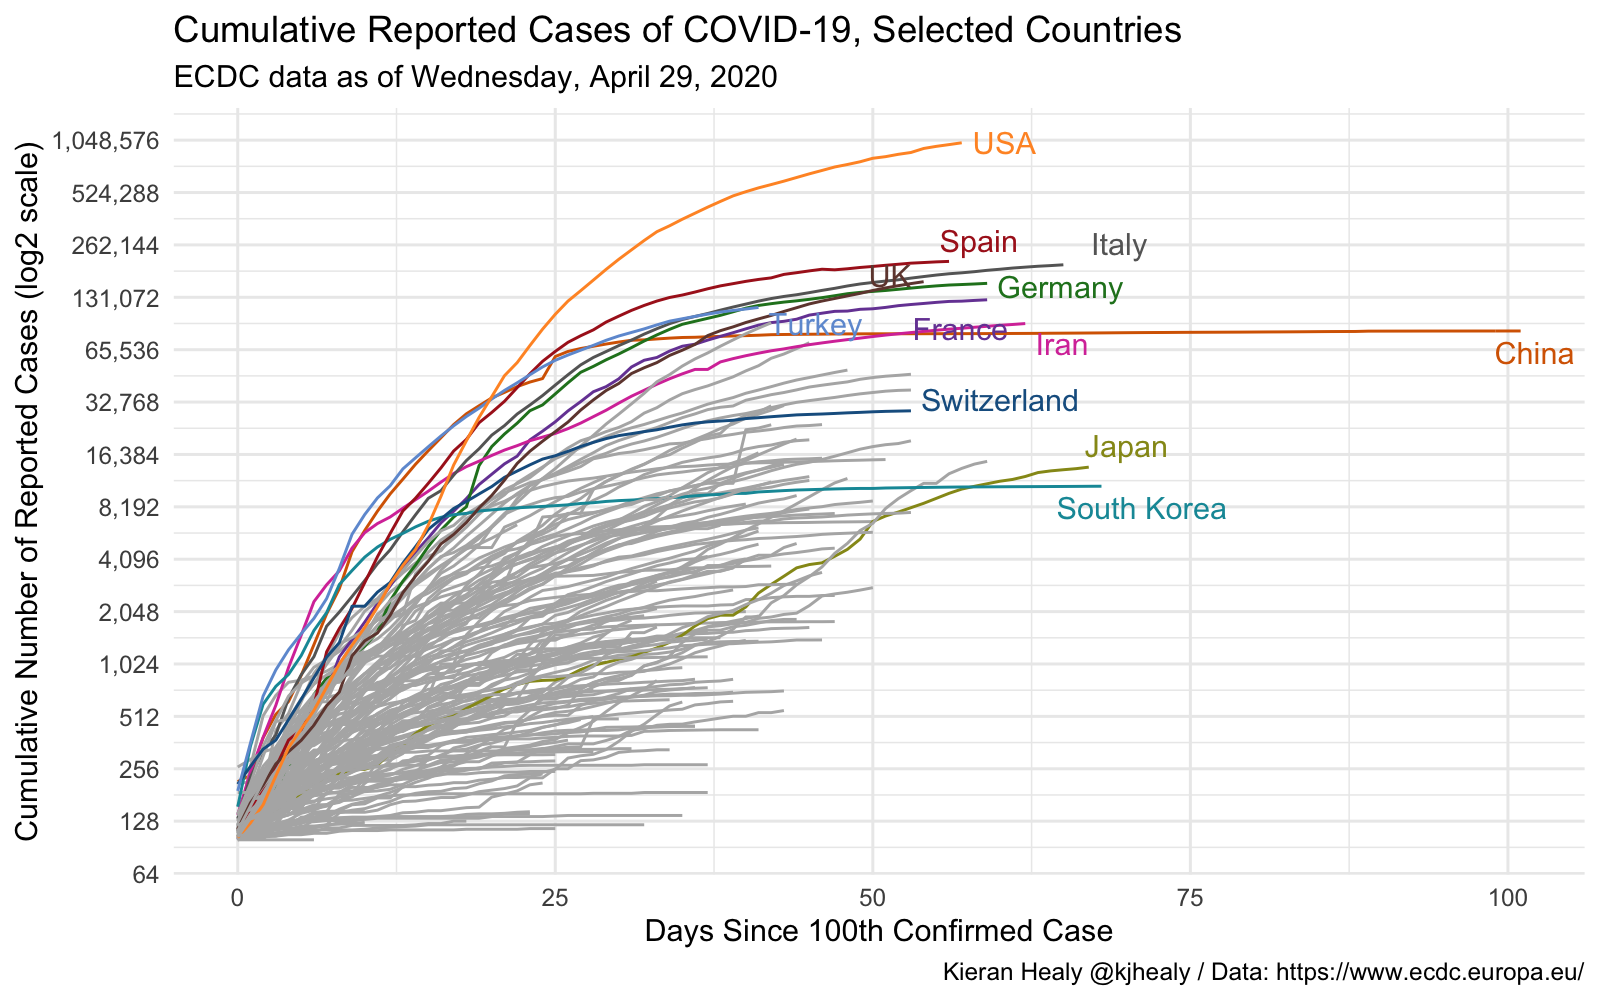 Cumulative Reported Cases of COVID-19, Selected Countries
ECDC data as of Wednesday, April 29, 2020
Cumulative Number of Reported Cases (log2 scale)
1,048,576
524,288
262,144
131,072
65,536
32,768
16,384
8,192
4,096
2,048
1,024
512
256
128
64
USA
Spain
Italy
UK
Germany
Turkey
France
Iran
China
Switzerland
Japan
South Korea
0
25
50
75
100
Days Since 100th Confirmed Case
Kieran Healy @kjhealy / Data: https://www.ecdc.europa.eu/